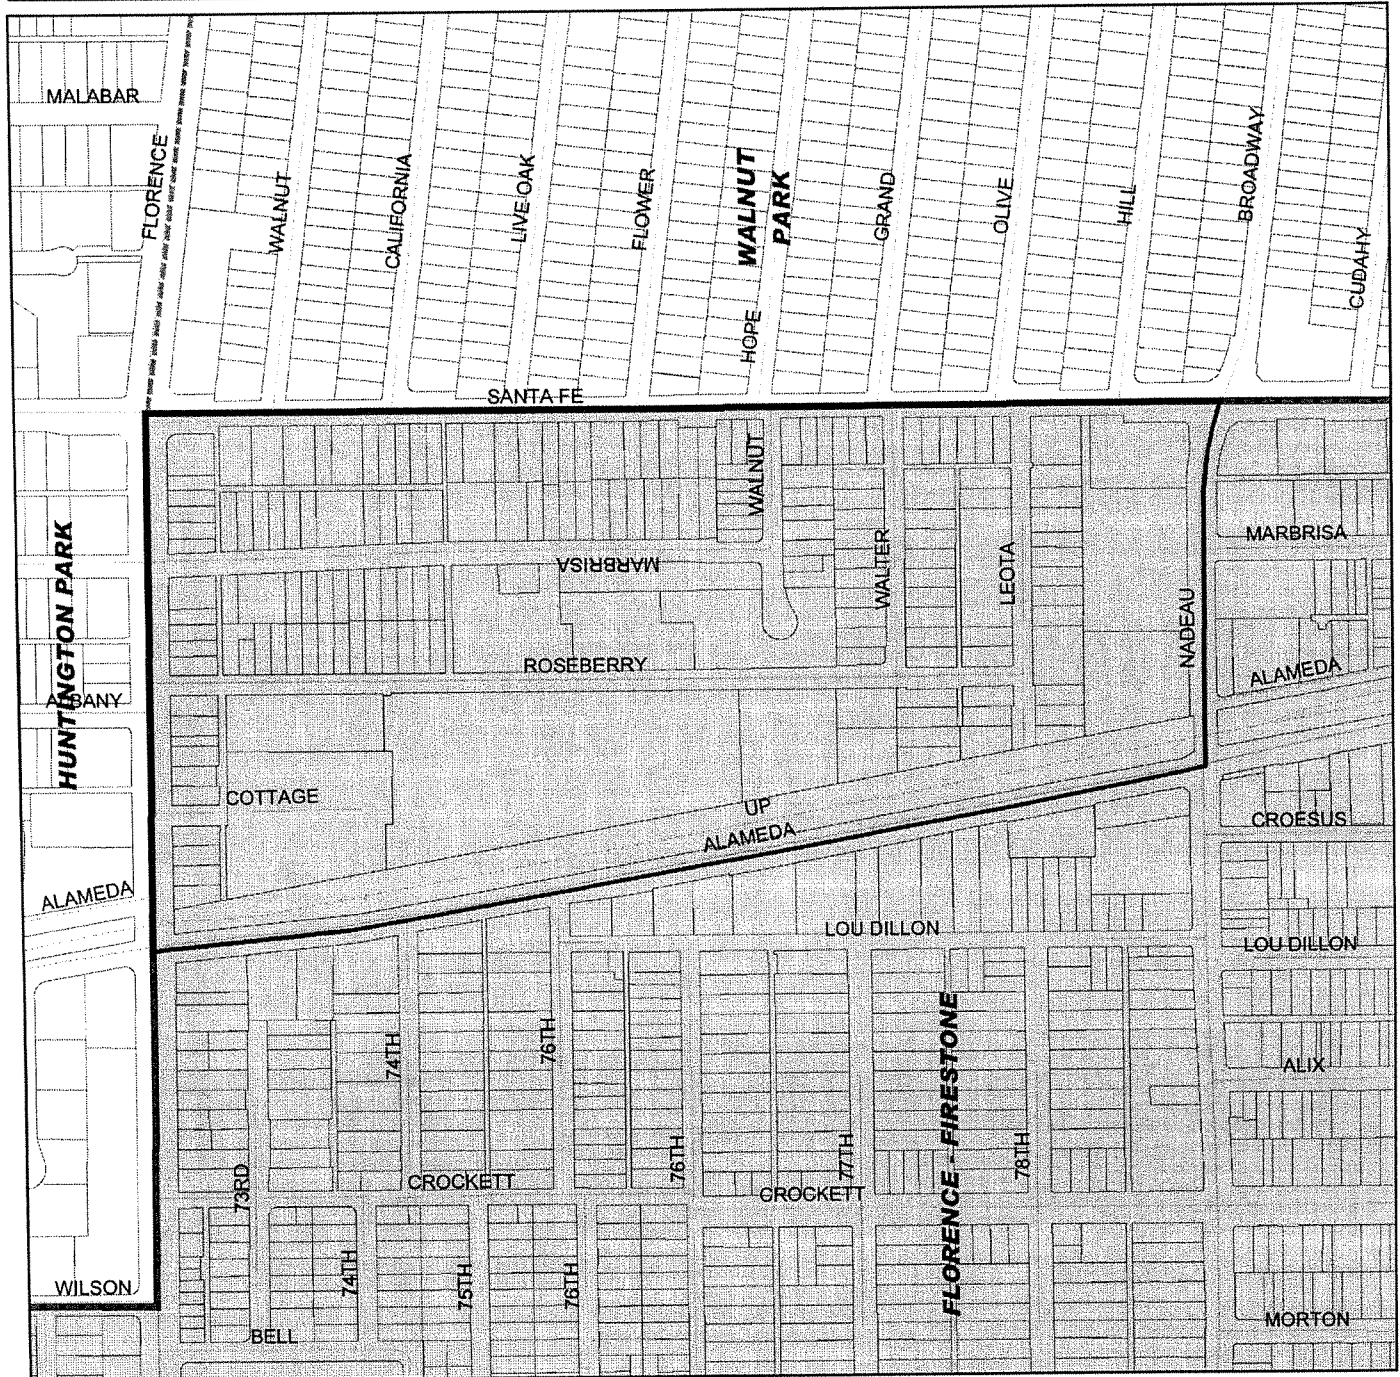 MALABAR
FLORENCE
WALNUT
CALIFORNIA
LIVE OAK
FLOWER
WALNUT
PARK
HOPE
GRAND
OLIVE
HILL
BROADWAY
CUDAHY
SANTA FE
HUNTINGTON PARK
WALNUT
MARBRISA
WALTER
LEOTA
NADEAU
MARBRISA
ROSEBERRY
ALAMEDA
ALBANY
COTTAGE
UP
ALAMEDA
CROESUS
ALAMEDA
LOU DILLON
LOU DILLON
74TH
76TH
FLORENCE - FIRESTONE
ALIX
73RD
CROCKETT
76TH
CROCKETT
77TH
78TH
WILSON
74TH
75TH
76TH
BELL
MORTON